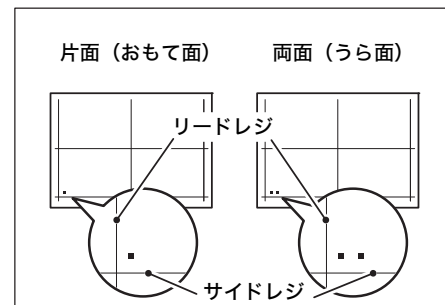 片面（おもて面）
両面（うら面）
リードレジ
サイドレジ